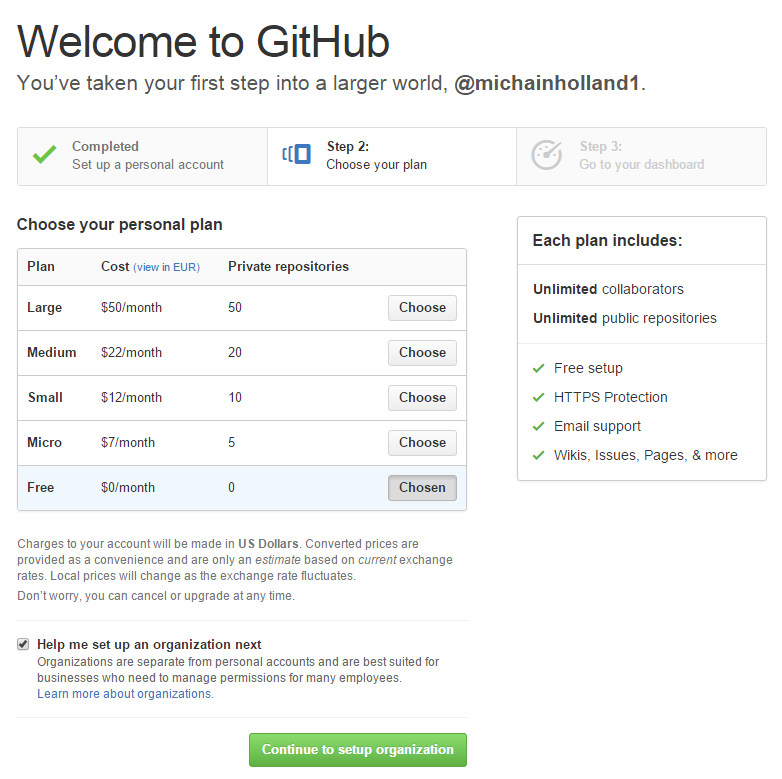 Welcome to GitHub
You’ve taken your first step into a larger world, @michainholland1.
Completed
Set up a personal account
Step 2:
Choose your plan
Step 3:
Go to your dashboard
Choose your personal plan
Plan Cost (view in EUR) Private repositories
Large $50/month 50 Choose
Medium $22/month 20 Choose
Small $12/month 10 Choose
Micro $7/month 5 Choose
Free $0/month 0 Chosen
Charges to your account will be made in US Dollars. Converted prices are
provided as a convenience and are only an estimate based on current exchange
rates. Local prices will change as the exchange rate fluctuates.
Don’t worry, you can cancel or upgrade at any time.
Help me set up an organization next
Organizations are separate from personal accounts and are best suited for
businesses who need to manage permissions for many employees.
Learn more about organizations.
Continue to setup organization
Each plan includes:
Unlimited collaborators
Unlimited public repositories
Free setup
HTTPS Protection
Email support
Wikis, Issues, Pages, & more